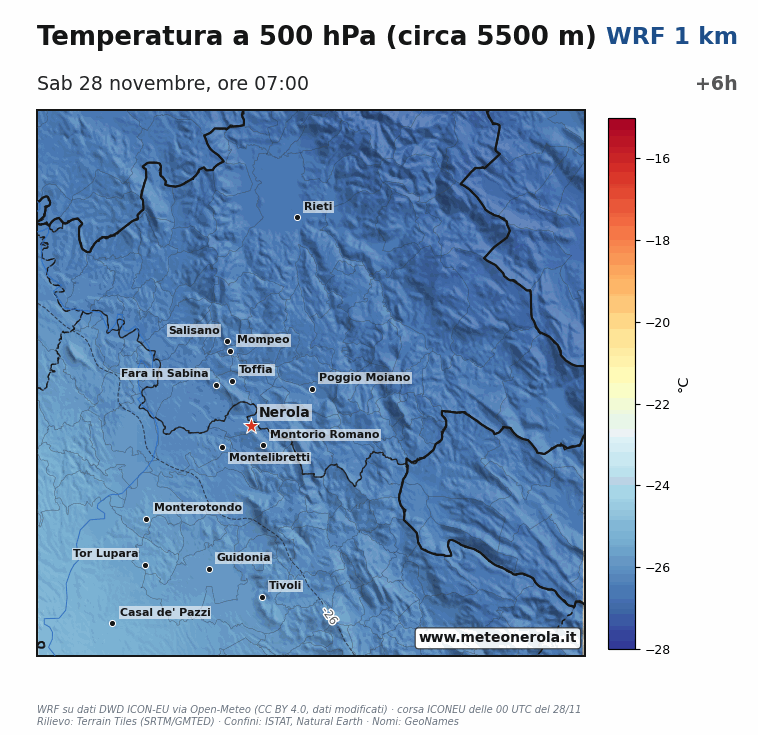 Temperatura a 500 hPa (circa 5500 m) WRF 1 km
Sab 28 novembre, ore 07:00 +6h
Rieti
Salisano
Mompeo
Toffia
Fara in Sabina
Poggio Moiano
Nerola
Montorio Romano
Montelibretti
Monterotondo
Tor Lupara
Guidonia
Tivoli
Casal de' Pazzi
-26
www.meteonerola.it
−16
−18
−20
−22
−24
−26
−28
°C
WRF su dati DWD ICON-EU via Open-Meteo (CC BY 4.0, dati modificati) · corsa ICONEU delle 00 UTC del 28/11
Rilievo: Terrain Tiles (SRTM/GMTED) · Confini: ISTAT, Natural Earth · Nomi: GeoNames